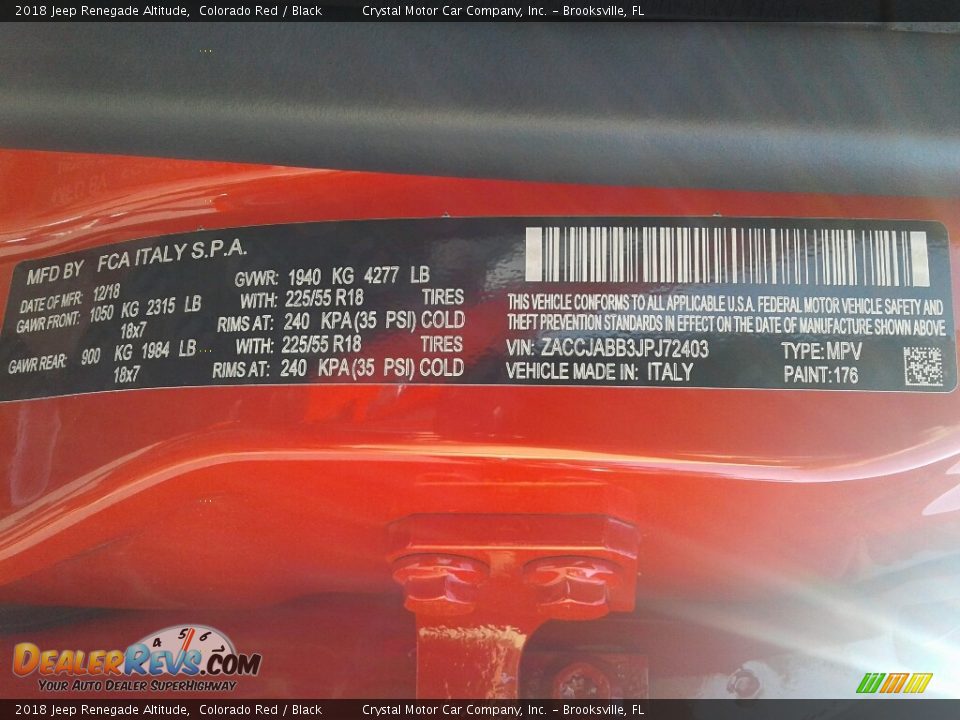 2018 Jeep Renegade Altitude, Colorado Red / Black Crystal Motor Car Company, Inc. - Brooksville, FL
MFD BY FCA ITALY S.P.A.
DATE OF MFR: 12/18
GAWR FRONT: 1050 KG 2315 LB
18x7
GAWR REAR: 900 KG 1984 LB
18x7
GVWR: 1940 KG 4277 LB
WITH: 225/55 R18 TIRES
RIMS AT: 240 KPA(35 PSI) COLD
WITH: 225/55 R18 TIRES
RIMS AT: 240 KPA(35 PSI) COLD
THIS VEHICLE CONFORMS TO ALL APPLICABLE U.S.A. FEDERAL MOTOR VEHICLE SAFETY AND
THEFT PREVENTION STANDARDS IN EFFECT ON THE DATE OF MANUFACTURE SHOWN ABOVE
VIN: ZACCJABB3JPJ72403 TYPE: MPV
VEHICLE MADE IN: ITALY PAINT: 176
4 5 6 7
DEALERREVS.COM
YOUR AUTO DEALER SUPERHIGHWAY
2018 Jeep Renegade Altitude, Colorado Red / Black Crystal Motor Car Company, Inc. - Brooksville, FL